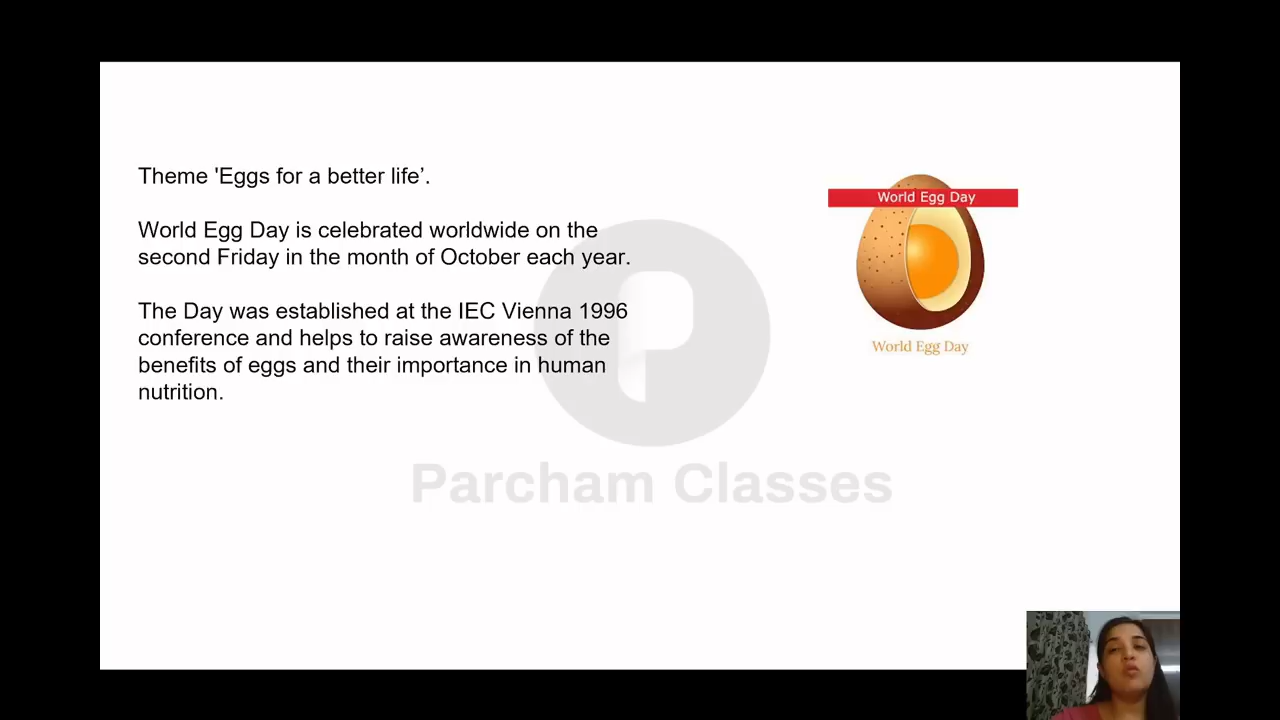 Theme 'Eggs for a better life’.
World Egg Day is celebrated worldwide on the
second Friday in the month of October each year.
The Day was established at the IEC Vienna 1996
conference and helps to raise awareness of the
benefits of eggs and their importance in human
nutrition.
World Egg Day
World Egg Day
Parcham Classes